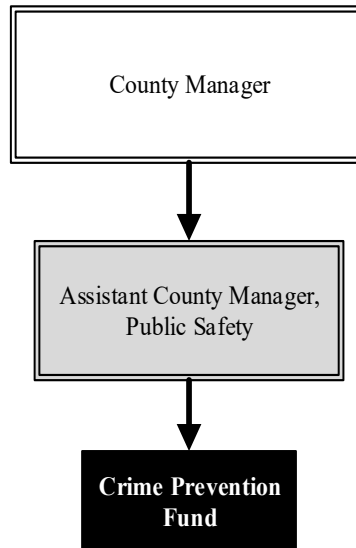 County Manager
Assistant County Manager,
Public Safety
Crime Prevention
Fund